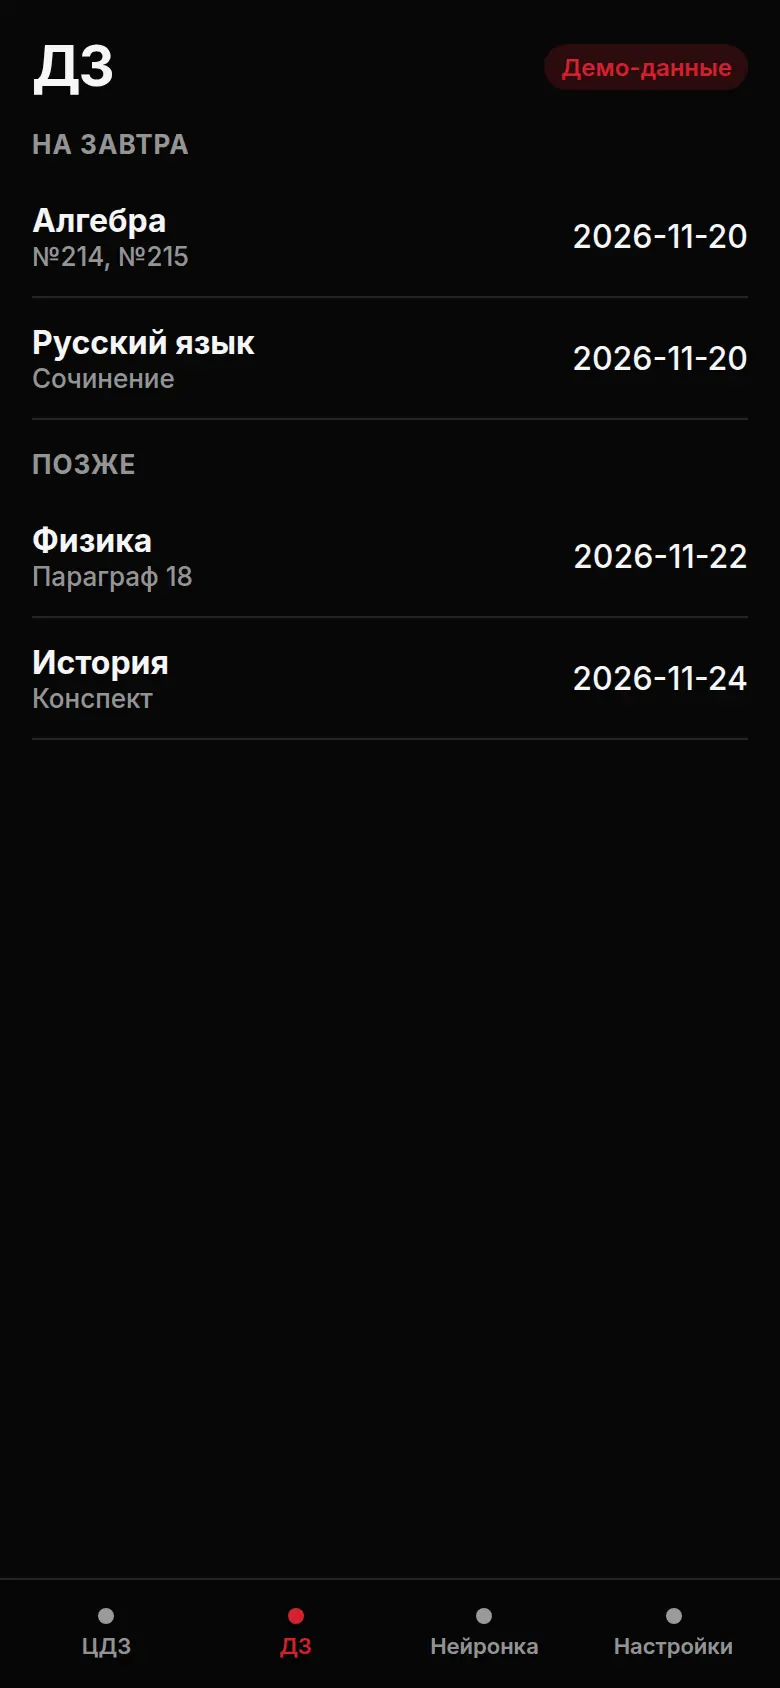 ДЗ
Демо-данные
НА ЗАВТРА
Алгебра
№214, №215
2026-11-20
Русский язык
Сочинение
2026-11-20
ПОЗЖЕ
Физика
Параграф 18
2026-11-22
История
Конспект
2026-11-24
ЦДЗ
ДЗ
Нейронка
Настройки